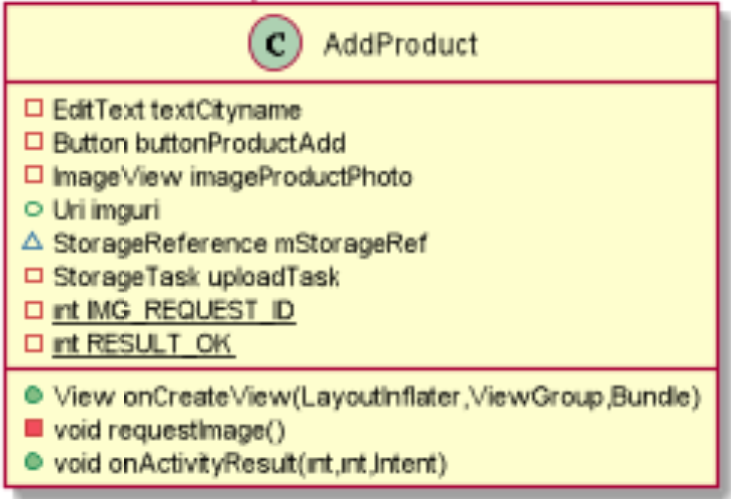 C AddProduct
EditText textCityname
Button buttonProductAdd
ImageView imageProductPhoto
Uri imguri
StorageReference mStorageRef
StorageTask uploadTask
int IMG_REQUEST_ID
int RESULT_OK
View onCreateView(LayoutInflater,ViewGroup,Bundle)
void requestImage()
void onActivityResult(int,int,Intent)